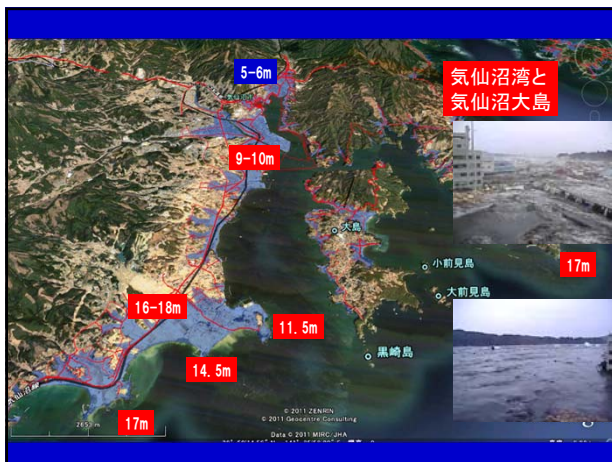 5-6m
気仙沼湾と
気仙沼大島
9-10m
大島
小前見島
17m
大前見島
16-18m
11.5m
黒崎島
14.5m
17m
© 2011 ZENRIN
© 2011 Geocentre Consulting
Data © 2011 MIRC/JHA